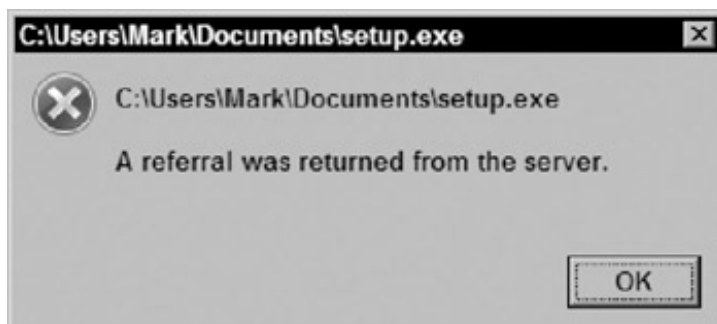 C:\Users\Mark\Documents\setup.exe
C:\Users\Mark\Documents\setup.exe
A referral was returned from the server.
OK